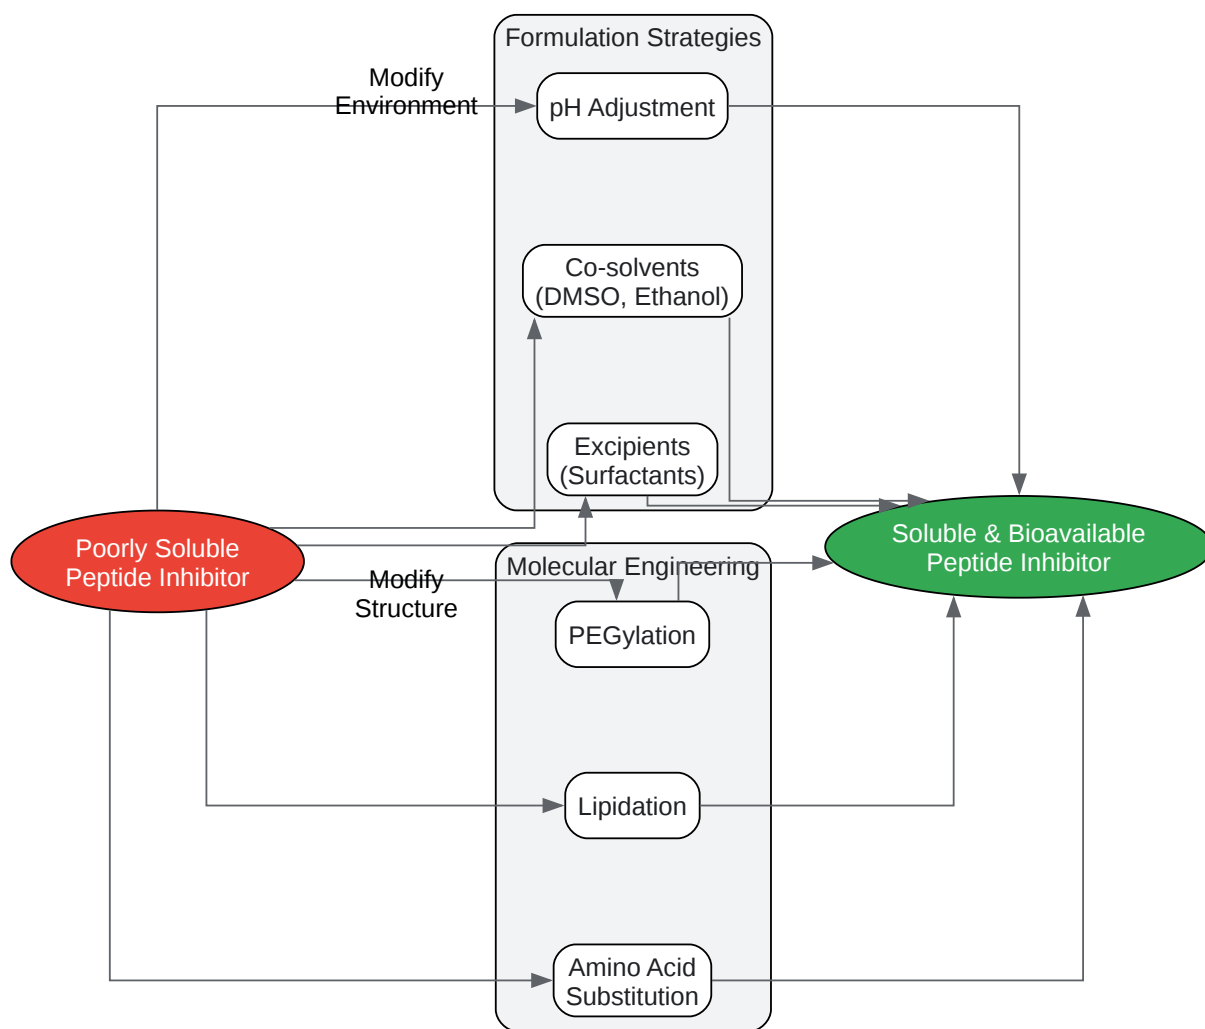 Formulation Strategies
Modify
Environment
pH Adjustment
Co-solvents
(DMSO, Ethanol)
Excipients
(Surfactants)
Poorly Soluble
Peptide Inhibitor
Soluble & Bioavailable
Peptide Inhibitor
Molecular Engineering
Modify
Structure
PEGylation
Lipidation
Amino Acid
Substitution